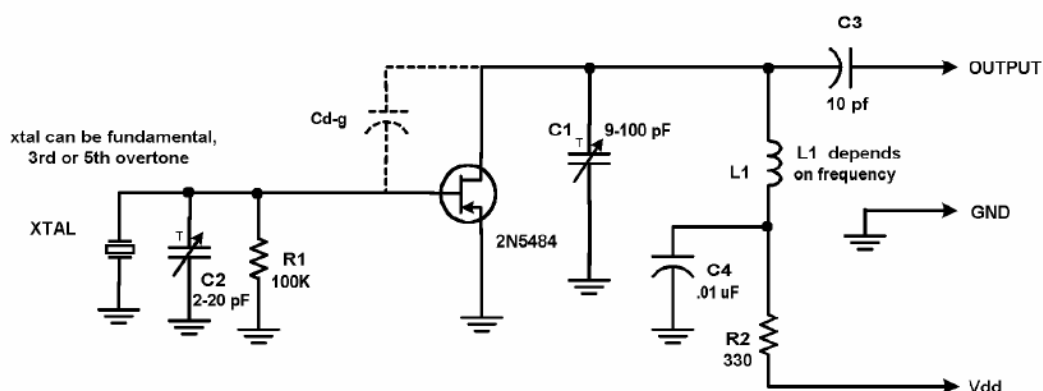 C3
OUTPUT
10 pf
Cd-g
xtal can be fundamental,
3rd or 5th overtone
C1
T
9-100 pF
L1
L1 depends
on frequency
XTAL
T
C2
2-20 pF
R1
100K
2N5484
GND
C4
.01 uF
R2
330
Vdd